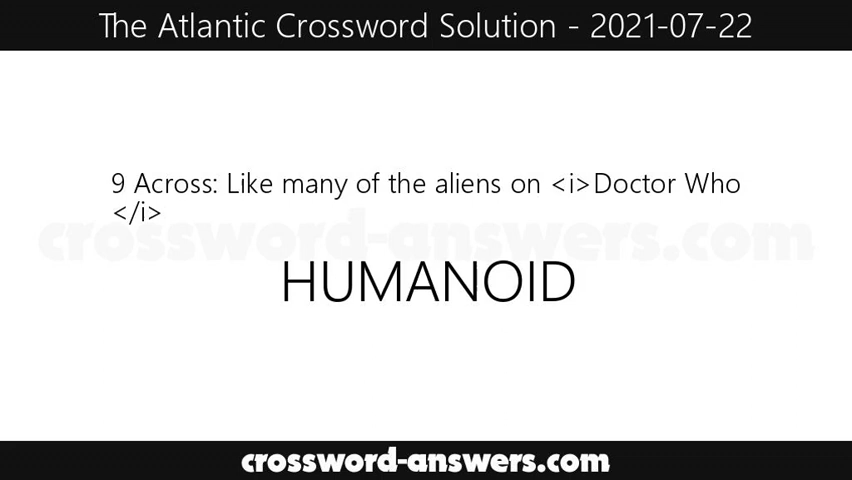 The Atlantic Crossword Solution - 2021-07-22
9 Across: Like many of the aliens on <i>Doctor Who
</i>
crossword-answers.com
HUMANOID
crossword-answers.com